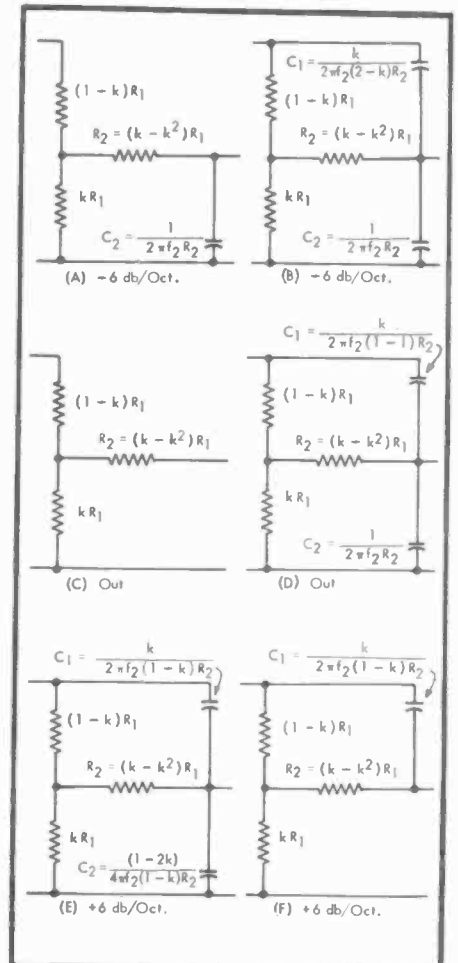 (1 - k)R₁
R₂ = (k - k²)R₁
kR₁
C₂ = 1 / 2πf₂R₂
(A) -6 db/Oct.
C₁ = k / 2πf₂(2 - k)R₂
(1 - k)R₁
R₂ = (k - k²)R₁
kR₁
C₂ = 1 / 2πf₂R₂
(B) -6 db/Oct.
(1 - k)R₁
R₂ = (k - k²)R₁
kR₁
(C) Out
C₁ = k / 2πf₂(1 - 1)R₂
(1 - k)R₁
R₂ = (k - k²)R₁
kR₁
C₂ = 1 / 2πf₂R₂
(D) Out
C₁ = k / 2πf₂(1 - k)R₂
(1 - k)R₁
R₂ = (k - k²)R₁
kR₁
C₂ = (1 - 2k) / 4πf₂(1 - k)R₂
(E) +6 db/Oct.
C₁ = k / 2πf₂(1 - k)R₂
(1 - k)R₁
R₂ = (k - k²)R₁
kR₁
(F) +6 db/Oct.